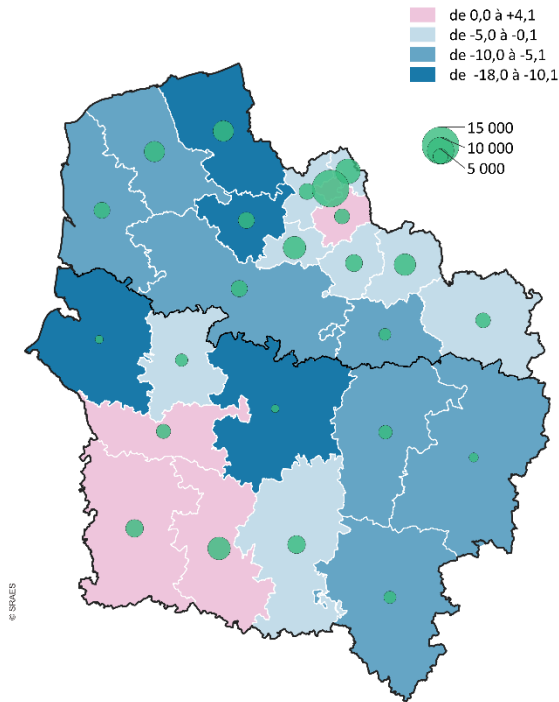 de 0,0 à +4,1
de -5,0 à -0,1
de -10,0 à -5,1
de -18,0 à -10,1
15 000
10 000
5 000
© SRAES